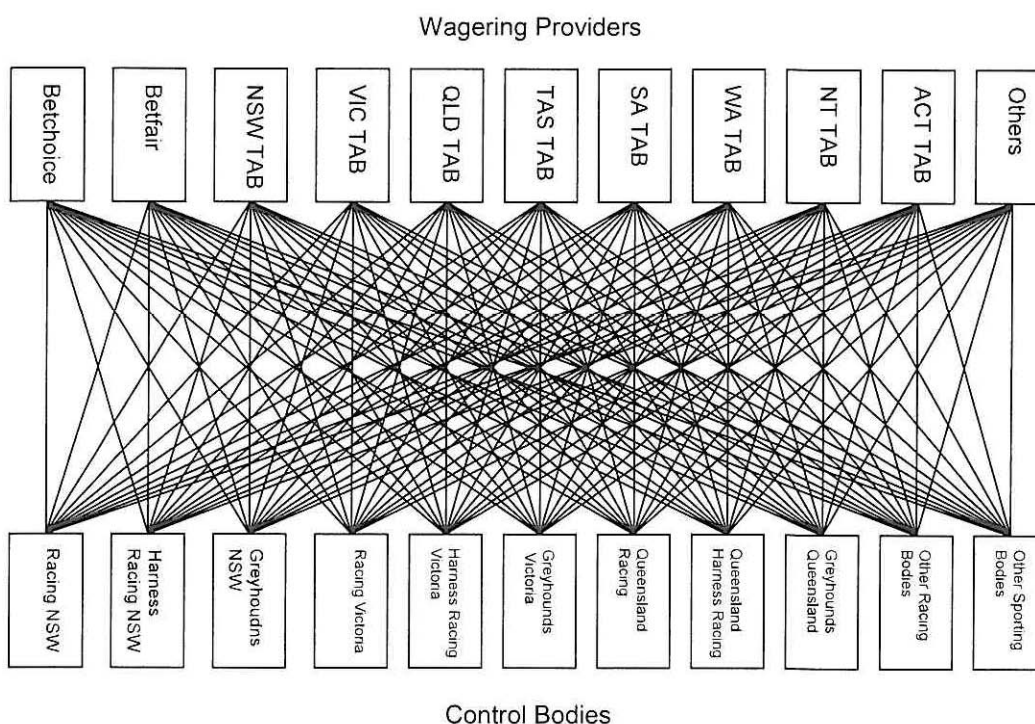 Wagering Providers
Betchoice
Betfair
NSW TAB
VIC TAB
QLD TAB
TAS TAB
SA TAB
WA TAB
NT TAB
ACT TAB
Others
Racing NSW
Harness
Racing NSW
Greyhoudns
NSW
Racing Victoria
Harness Racing
Victoria
Greyhounds
Victoria
Queensland
Racing
Queensland
Harness Racing
Greyhounds
Queensland
Other Racing
Bodies
Other Sporting
Bodies
Control Bodies